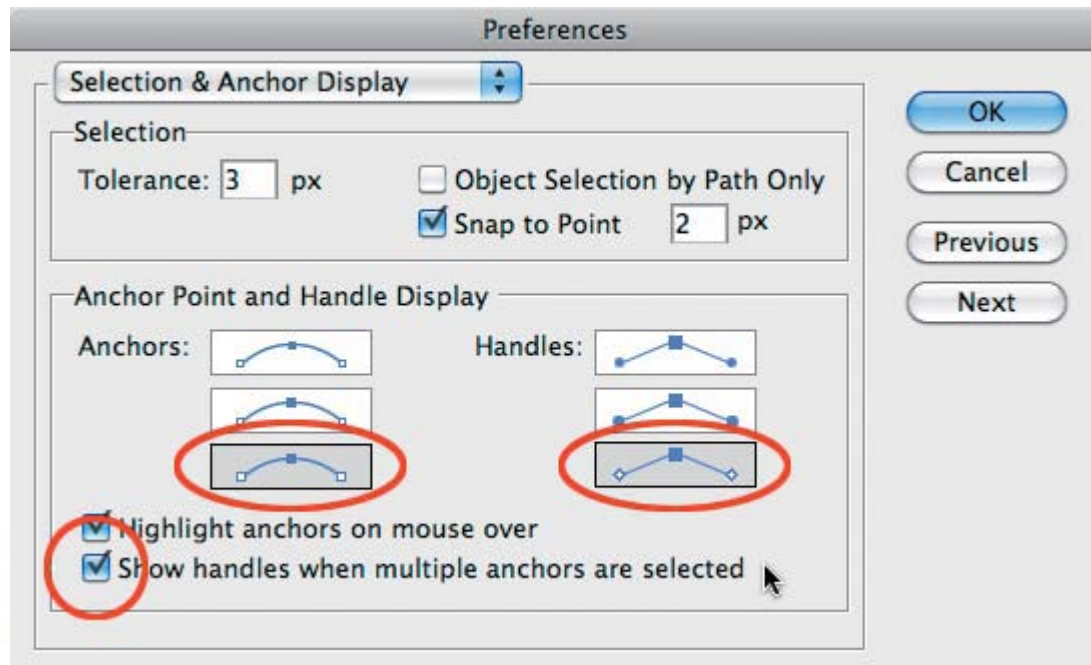 Preferences
Selection & Anchor Display
Selection
Tolerance: 3 px
Object Selection by Path Only
Snap to Point 2 px
Anchor Point and Handle Display
Anchors:
Handles:
Highlight anchors on mouse over
Show handles when multiple anchors are selected
OK
Cancel
Previous
Next